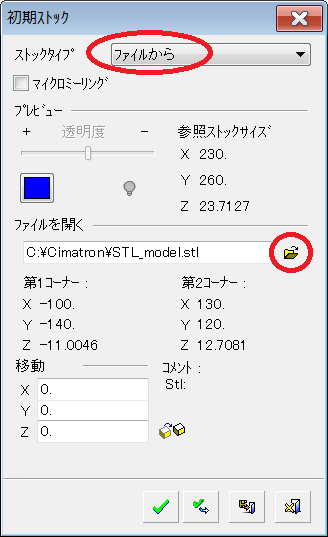 初期ストック
ストックタイプ ファイルから
マイクロミーリング
プレビュー
+ 透明度 - 参照ストックサイズ
X 230.
Y 260.
Z 23.7127
ファイルを開く
C:¥Cimatron¥STL_model.stl
第1コーナー : 第2コーナー :
X -100. X 130.
Y -140. Y 120.
Z -11.0046 Z 12.7081
移動 コメント :
X 0. Stl:
Y 0.
Z 0.